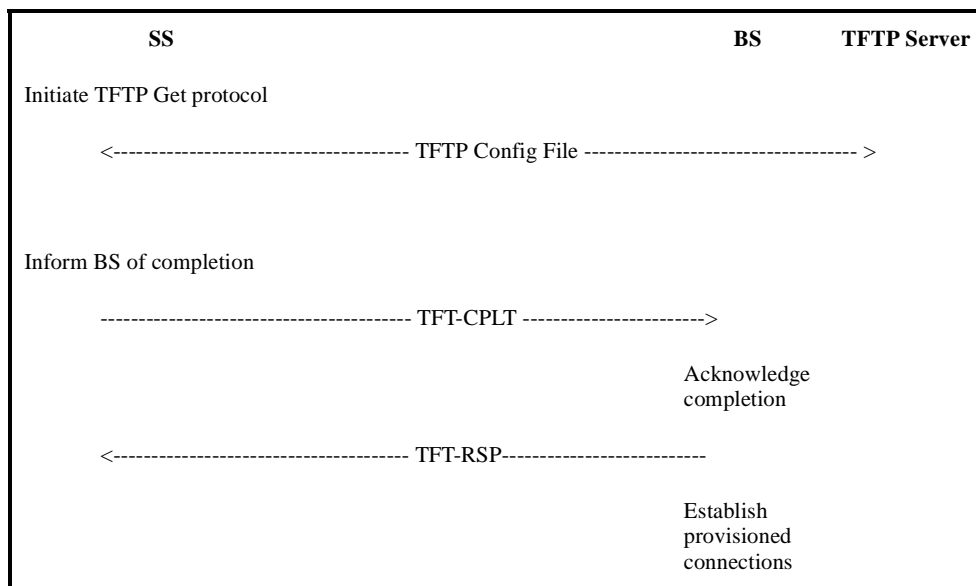 SS BS TFTP Server
Initiate TFTP Get protocol
<--------------------------------------- TFTP Config File ------------------------------------ >
Inform BS of completion
----------------------------------------- TFT-CPLT ------------------------>
Acknowledge
completion
<--------------------------------------- TFT-RSP---------------------------
Establish
provisioned
connections